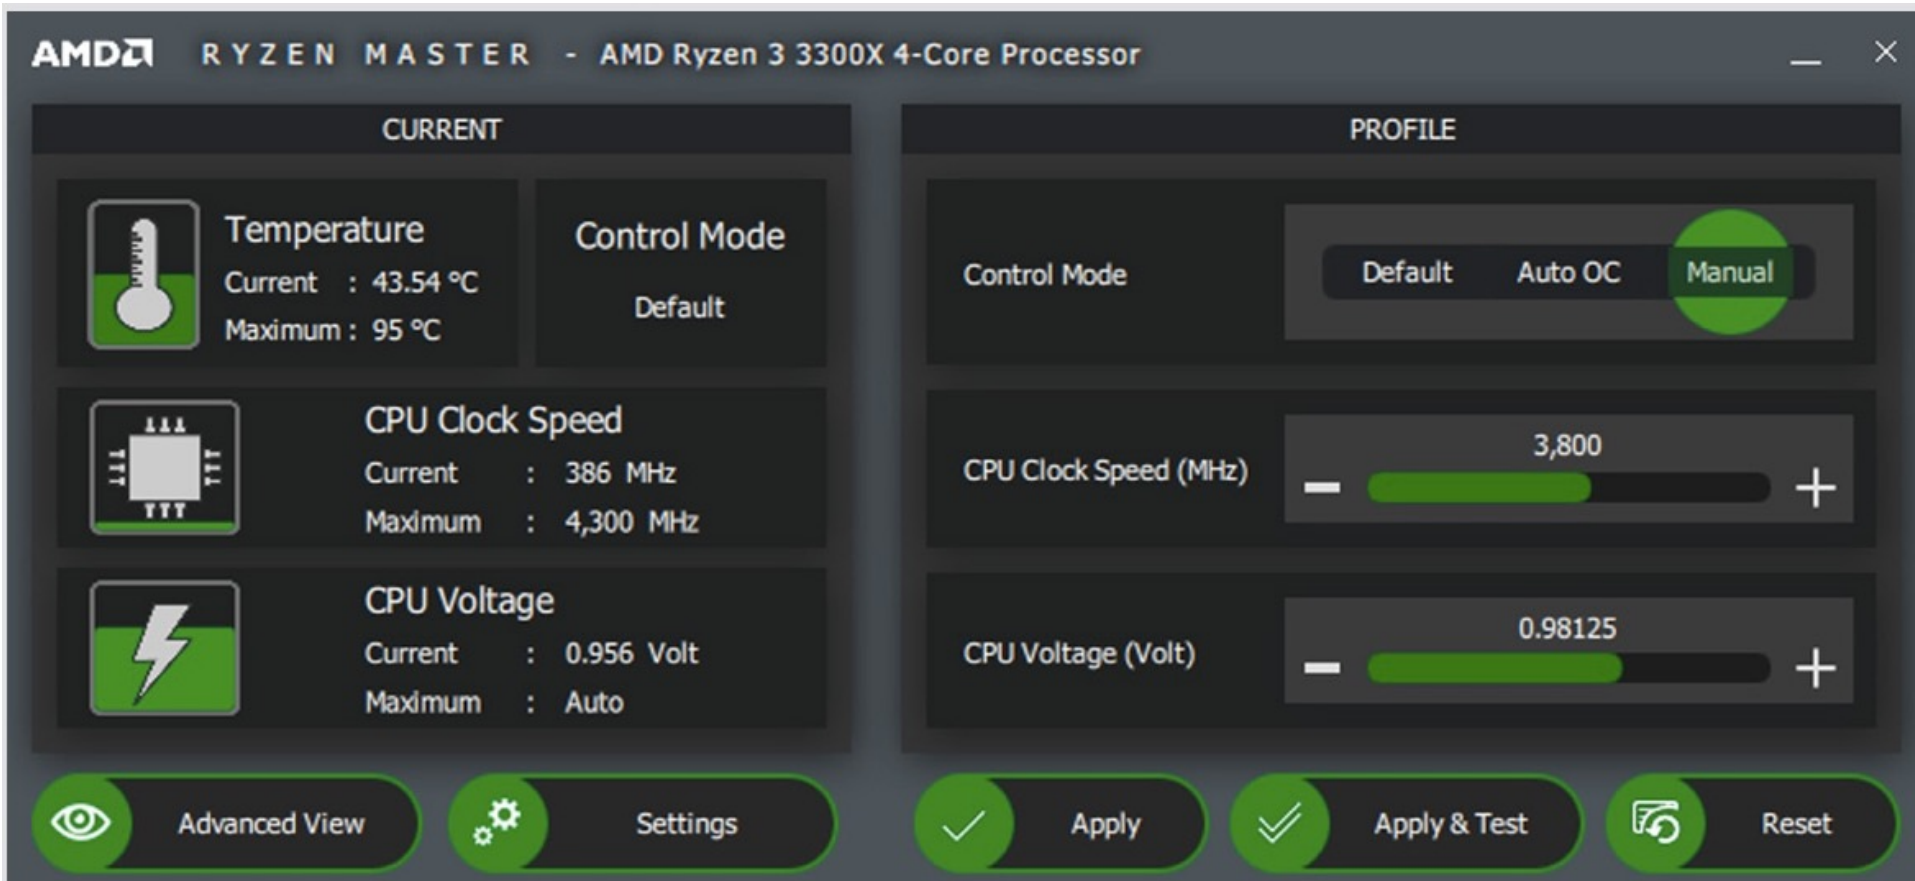 AMD RYZEN MASTER - AMD Ryzen 3 3300X 4-Core Processor
CURRENT
Temperature
Current : 43.54 °C
Maximum : 95 °C
Control Mode
Default
CPU Clock Speed
Current : 386 MHz
Maximum : 4,300 MHz
CPU Voltage
Current : 0.956 Volt
Maximum : Auto
PROFILE
Control Mode
Default Auto OC Manual
CPU Clock Speed (MHz)
3,800
CPU Voltage (Volt)
0.98125
Advanced View
Settings
Apply
Apply & Test
Reset